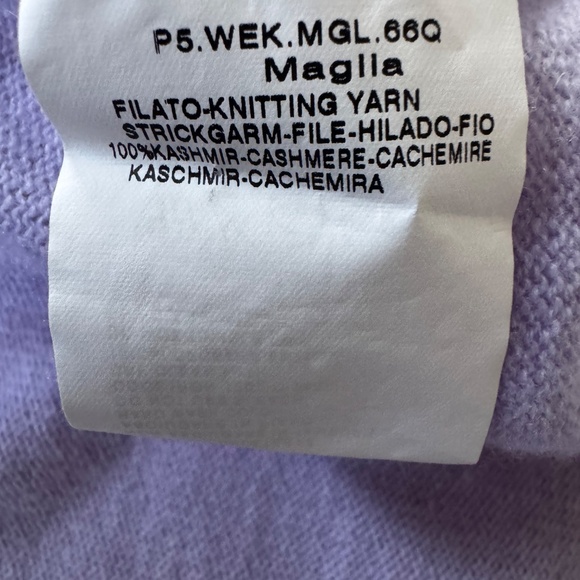 P5.WEK.MGL.66Q
Maglia
FILATO-KNITTING YARN
STRICKGARM-FILE-HILADO-FIO
100%KASHMIR-CASHMERE-CACHEMIRE
KASCHMIR-CACHEMIRA